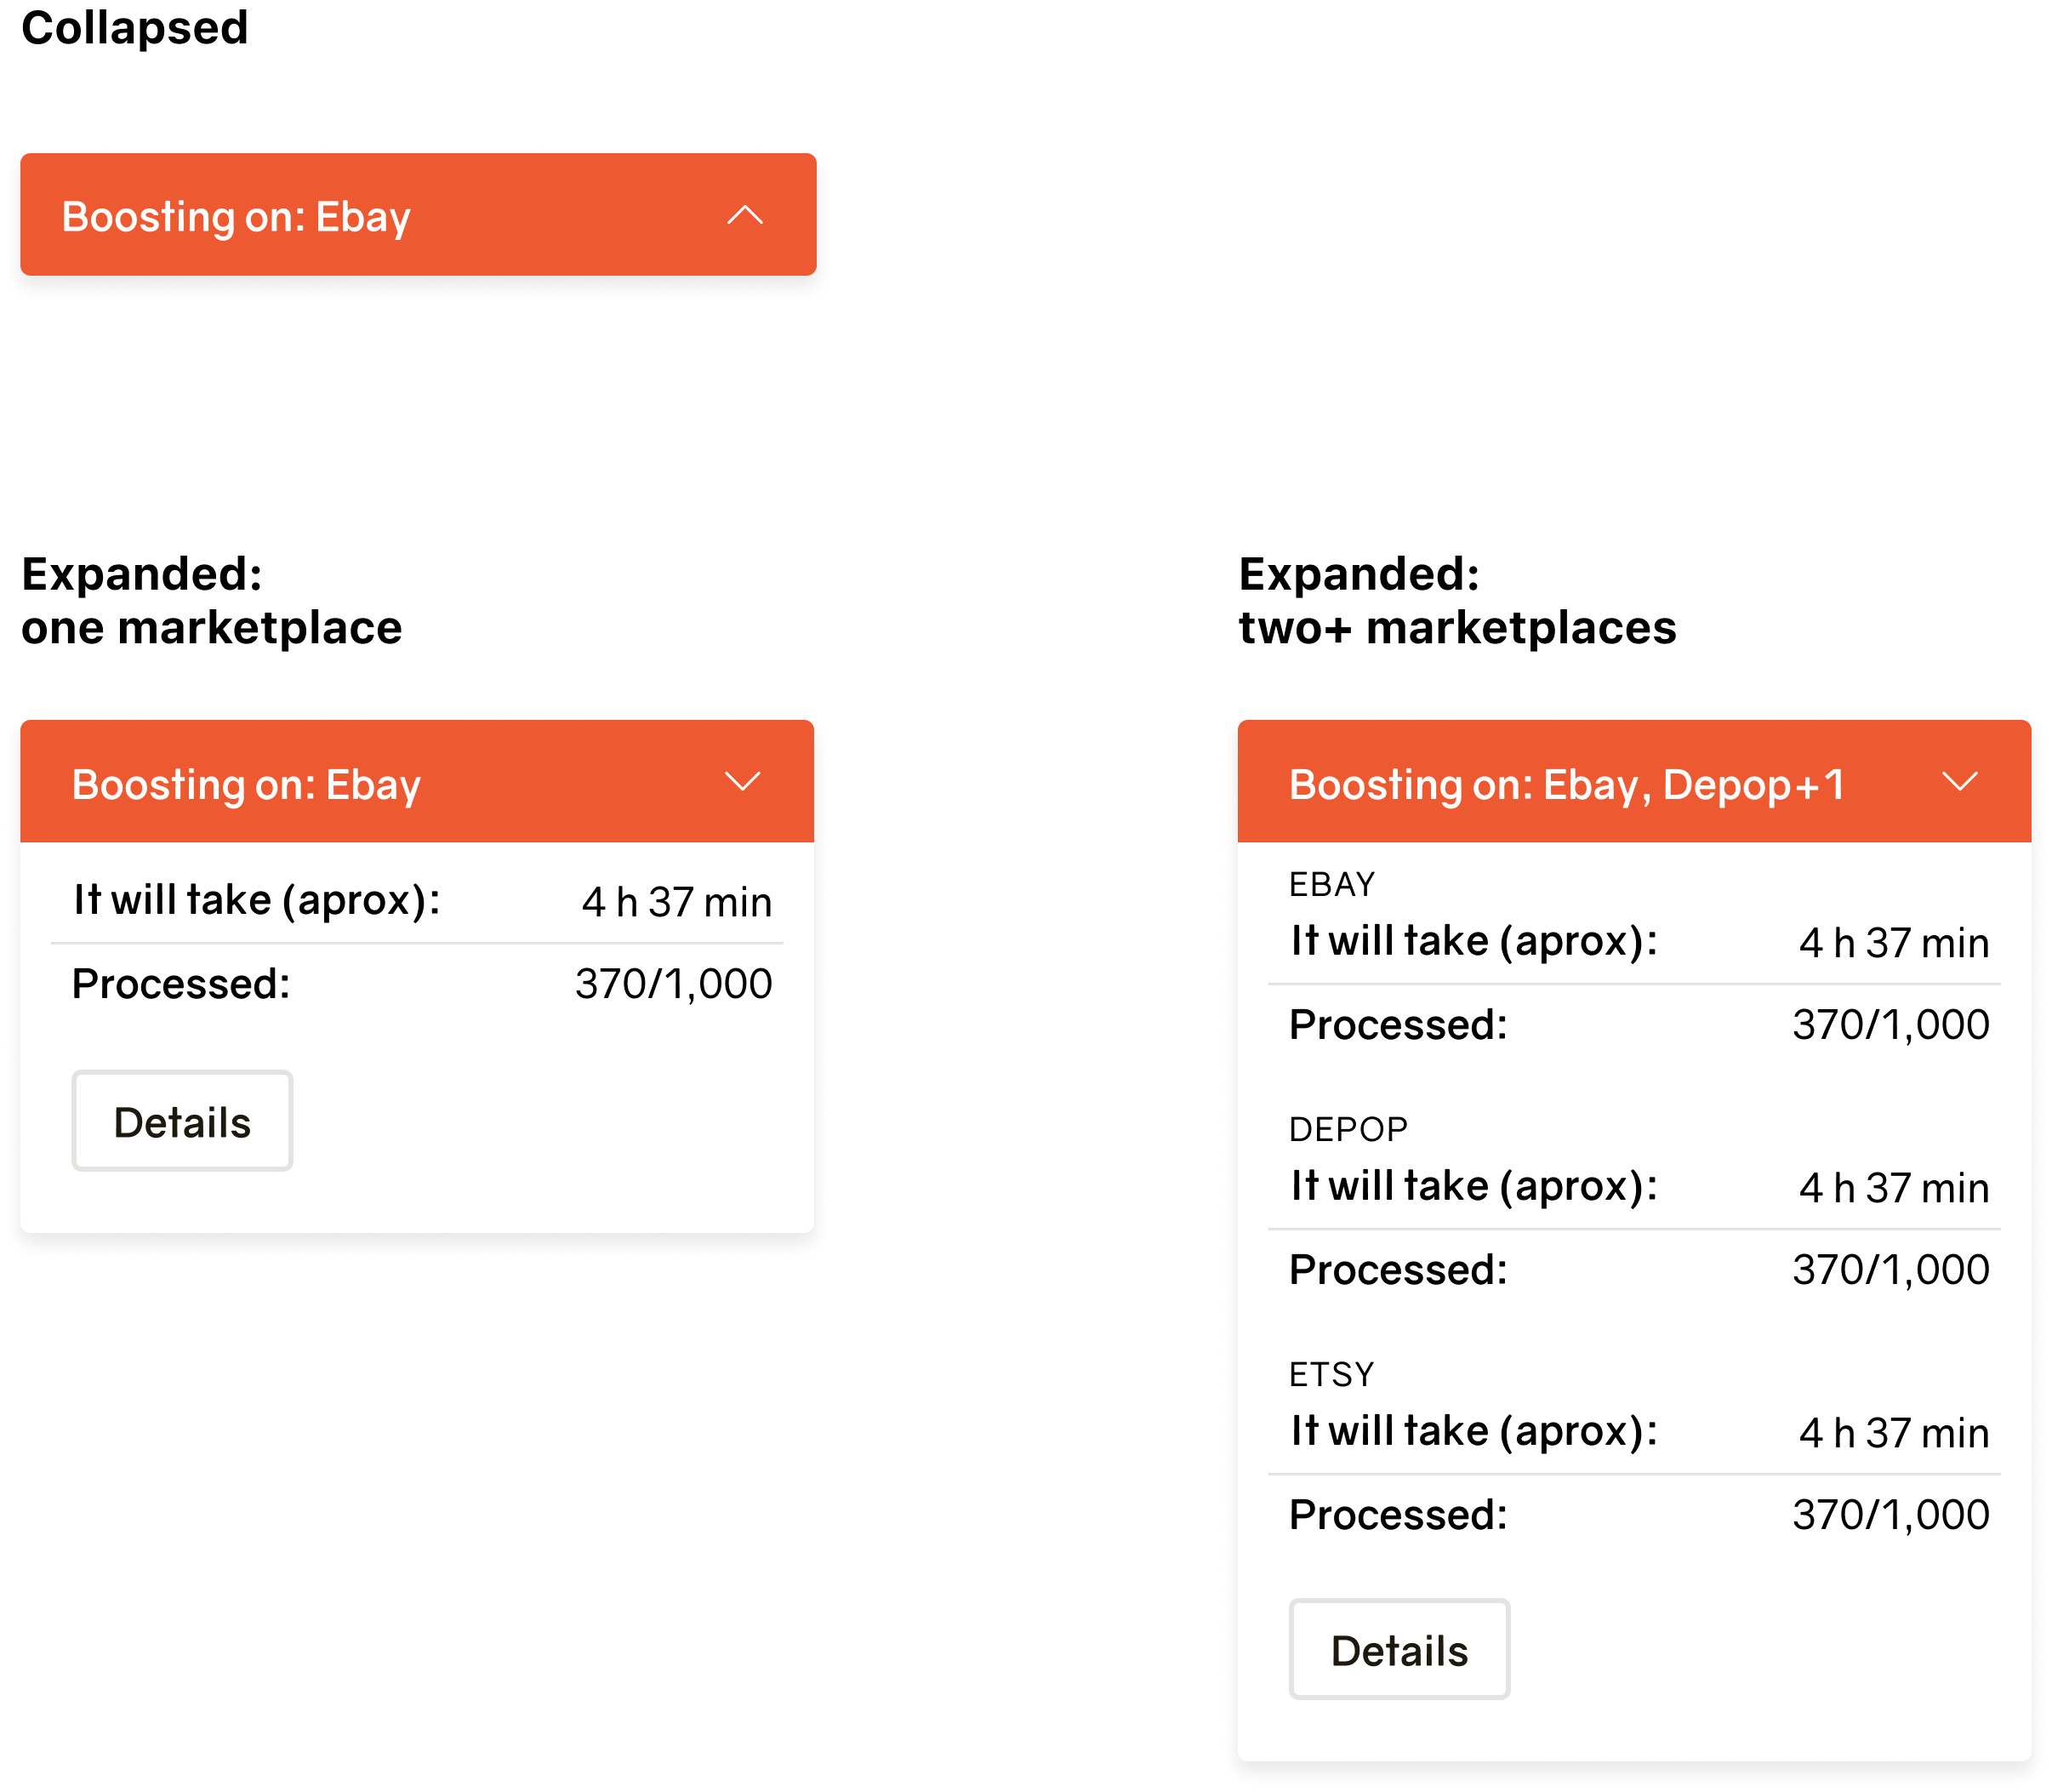 Collapsed
Boosting on: Ebay
Expanded:
one marketplace
Boosting on: Ebay
It will take (aprox): 4 h 37 min
Processed: 370/1,000
Details
Expanded:
two+ marketplaces
Boosting on: Ebay, Depop+1
EBAY
It will take (aprox): 4 h 37 min
Processed: 370/1,000
DEPOP
It will take (aprox): 4 h 37 min
Processed: 370/1,000
ETSY
It will take (aprox): 4 h 37 min
Processed: 370/1,000
Details